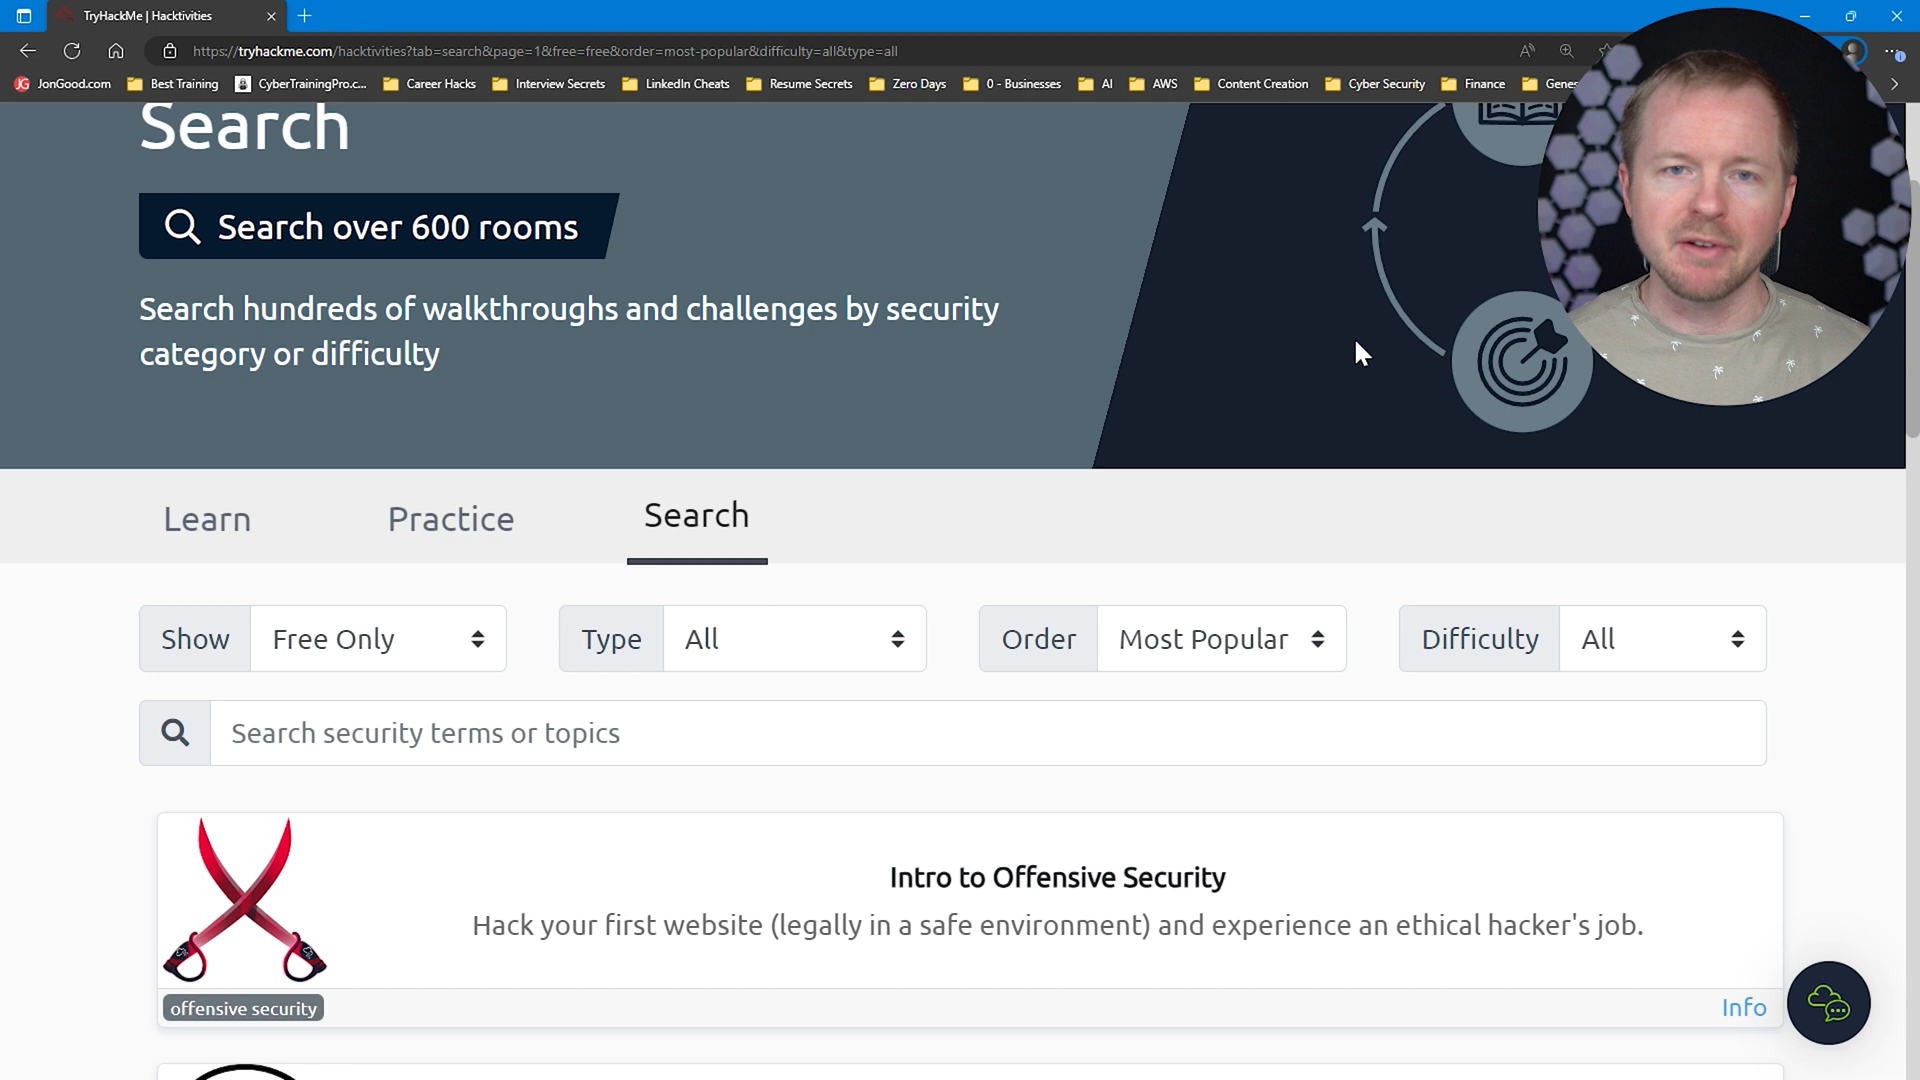 TryHackMe | Hacktivities
https://tryhackme.com/hacktivities?tab=search&page=1&free=free&order=most-popular&difficulty=all&type=all
JonGood.com
Best Training
CyberTrainingPro.c...
Career Hacks
Interview Secrets
LinkedIn Cheats
Resume Secrets
Zero Days
0 - Businesses
AI
AWS
Content Creation
Cyber Security
Finance
Search
Search over 600 rooms
Search hundreds of walkthroughs and challenges by security
category or difficulty
Learn
Practice
Search
Show Free Only
Type All
Order Most Popular
Difficulty All
Search security terms or topics
Intro to Offensive Security
Hack your first website (legally in a safe environment) and experience an ethical hacker's job.
offensive security
Info